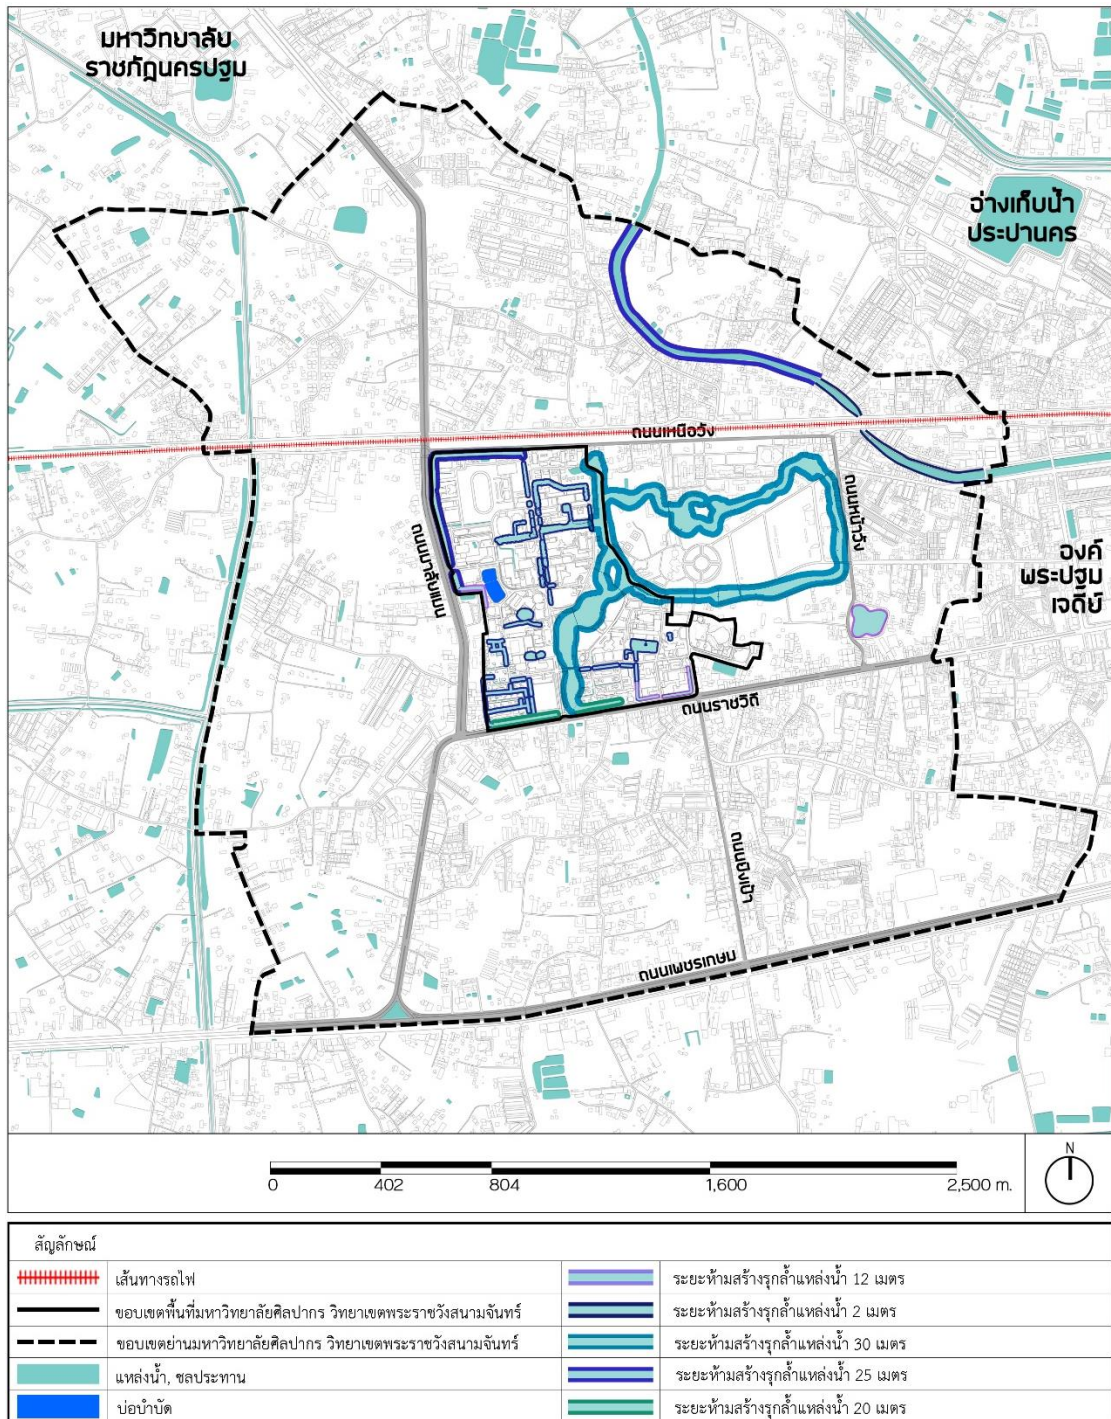 มหาวิทยาลัย
ราชภัฏนครปฐม
อ่างเก็บน้ำ
ประปานคร
ถนนเหนือวัง
ถนนหน้าวัง
ถนนมาลัยแมน
องค์
พระปฐม
เจดีย์
ถนนราชวิถี
ถนนยิงเป้า
ถนนเพชรเกษม
0 402 804 1,600 2,500 m.
N
สัญลักษณ์
เส้นทางรถไฟ
ขอบเขตพื้นที่มหาวิทยาลัยศิลปากร วิทยาเขตพระราชวังสนามจันทร์
ขอบเขตย่านมหาวิทยาลัยศิลปากร วิทยาเขตพระราชวังสนามจันทร์
แหล่งน้ำ, ชลประทาน
บ่อบำบัด
ระยะห้ามสร้างรุกล้ำแหล่งน้ำ 12 เมตร
ระยะห้ามสร้างรุกล้ำแหล่งน้ำ 2 เมตร
ระยะห้ามสร้างรุกล้ำแหล่งน้ำ 30 เมตร
ระยะห้ามสร้างรุกล้ำแหล่งน้ำ 25 เมตร
ระยะห้ามสร้างรุกล้ำแหล่งน้ำ 20 เมตร